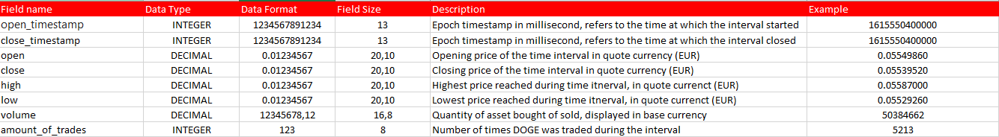 Field name Data Type Data Format Field Size Description Example
open_timestamp INTEGER 1234567891234 13 Epoch timestamp in millisecond, refers to the time at which the interval started 1615550400000
close_timestamp INTEGER 1234567891234 13 Epoch timestamp in millisecond, refers to the time at which the interval closed 1615550400000
open DECIMAL 0.01234567 20,10 Opening price of the time interval in quote currency (EUR) 0.05549860
close DECIMAL 0.01234567 20,10 Closing price of the time interval in quote currency (EUR) 0.05539520
high DECIMAL 0.01234567 20,10 Highest price reached during time itnerval, in quote currenct (EUR) 0.05587000
low DECIMAL 0.01234567 20,10 Lowest price reached during time itnerval, in quote currenct (EUR) 0.05529260
volume DECIMAL 12345678,12 16,8 Quantity of asset bought of sold, displayed in base currency 50384662
amount_of_trades INTEGER 123 8 Number of times DOGE was traded during the interval 5213